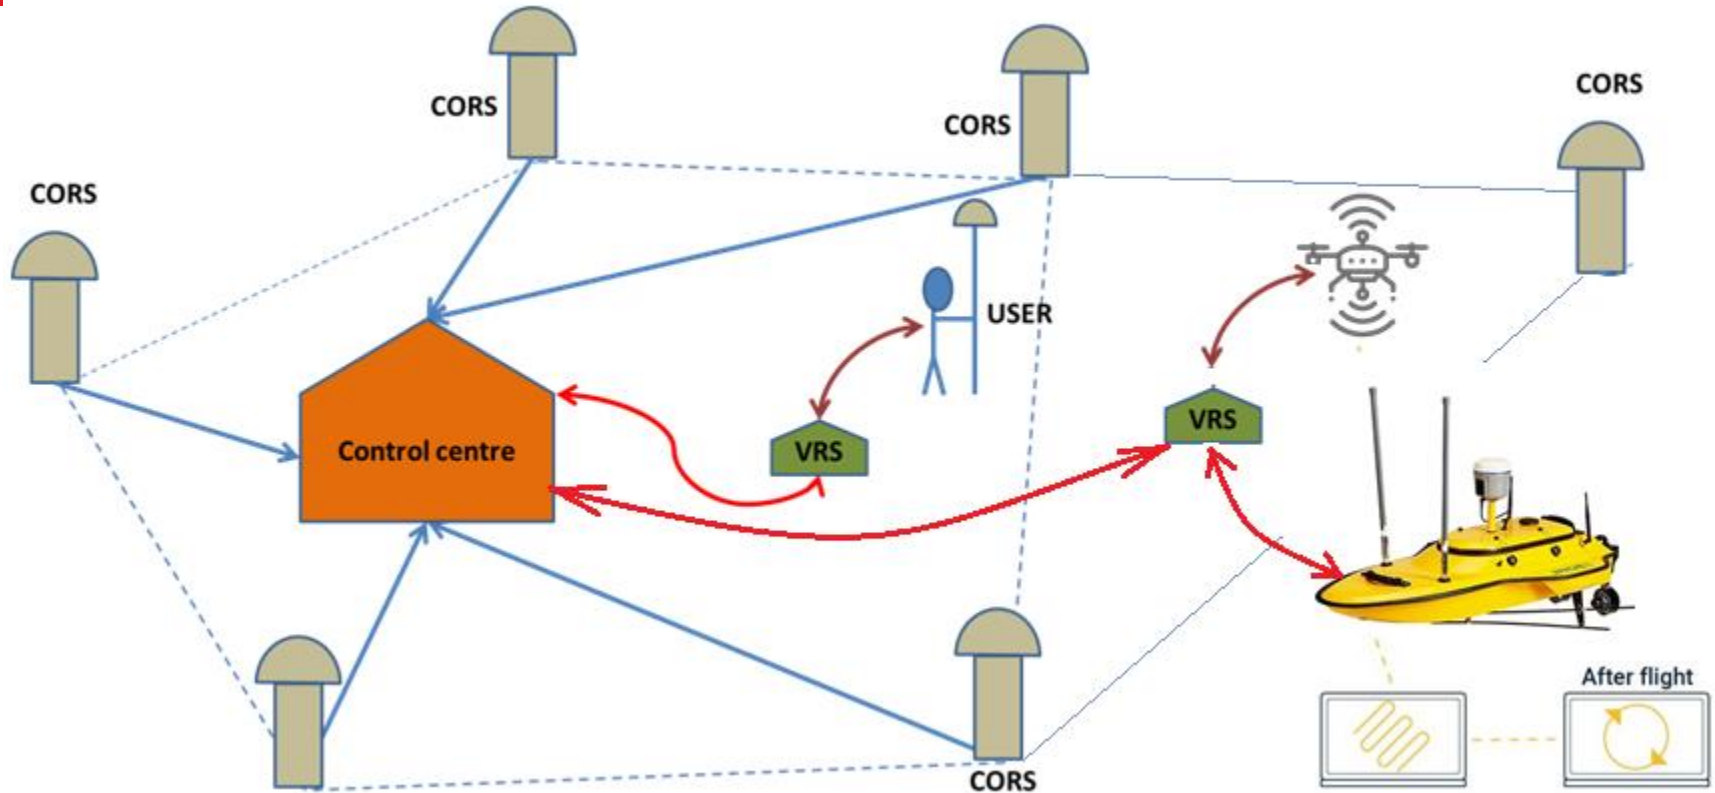 CORS
CORS
CORS
CORS
USER
VRS
VRS
Control centre
After flight
CORS